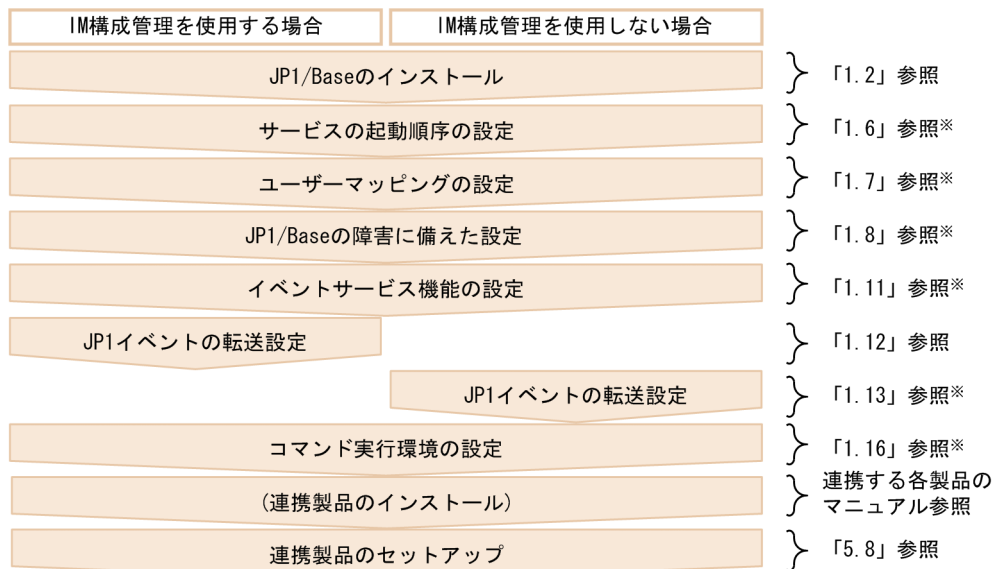 IM構成管理を使用する場合
IM構成管理を使用しない場合
JP1/Baseのインストール
「1.2」参照
サービスの起動順序の設定
「1.6」参照※
ユーザーマッピングの設定
「1.7」参照※
JP1/Baseの障害に備えた設定
「1.8」参照※
イベントサービス機能の設定
「1.11」参照※
JP1イベントの転送設定
「1.12」参照
JP1イベントの転送設定
「1.13」参照※
コマンド実行環境の設定
「1.16」参照※
(連携製品のインストール)
連携する各製品の
マニュアル参照
連携製品のセットアップ
「5.8」参照